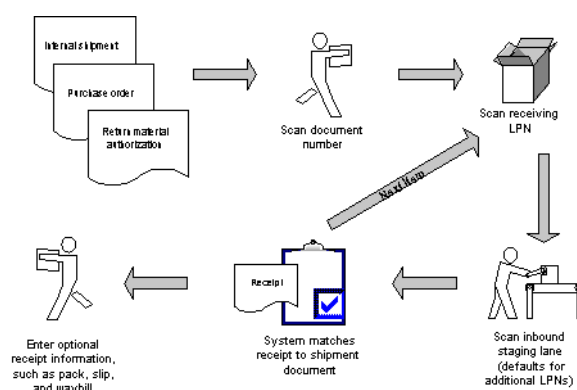 Internal shipment
Purchase order
Return material
authorization
Scan document
number
Scan receiving
LPN
Next item
Receipt
Enter optional
receipt information,
such as pack, slip,
and waybill
System matches
receipt to shipment
document
Scan inbound
staging lane
(defaults for
additional LPNs)